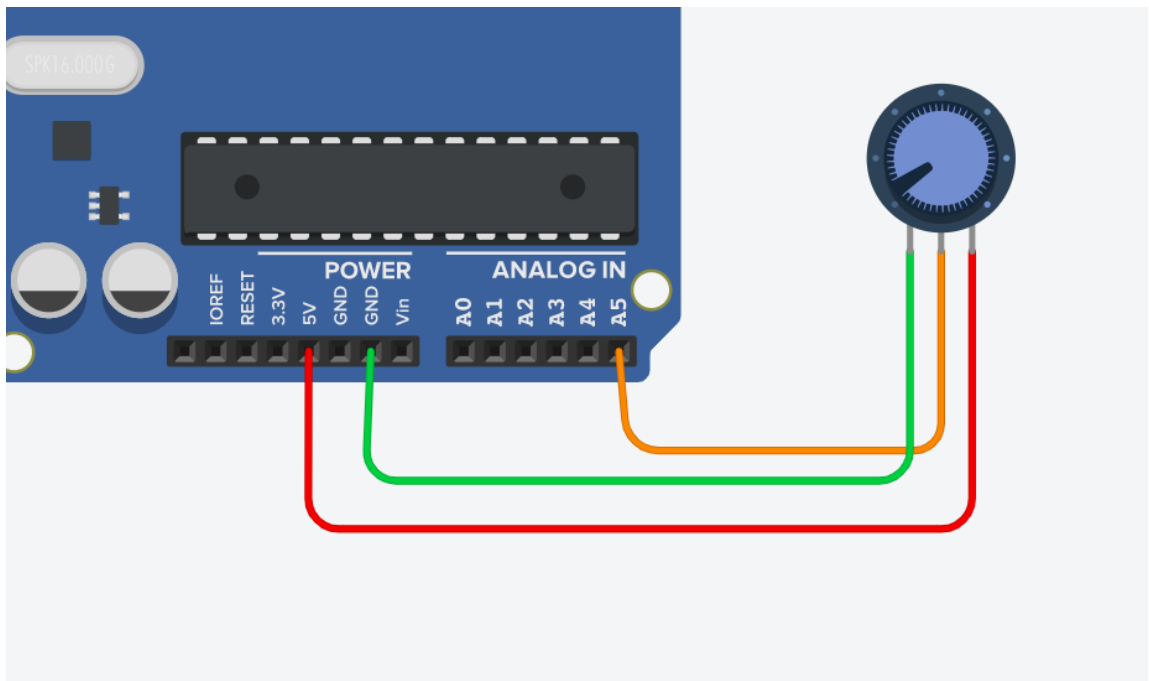 SPK16.000G
POWER
ANALOG IN
IOREF
RESET
3.3V
5V
GND
GND
Vin
A0
A1
A2
A3
A4
A5